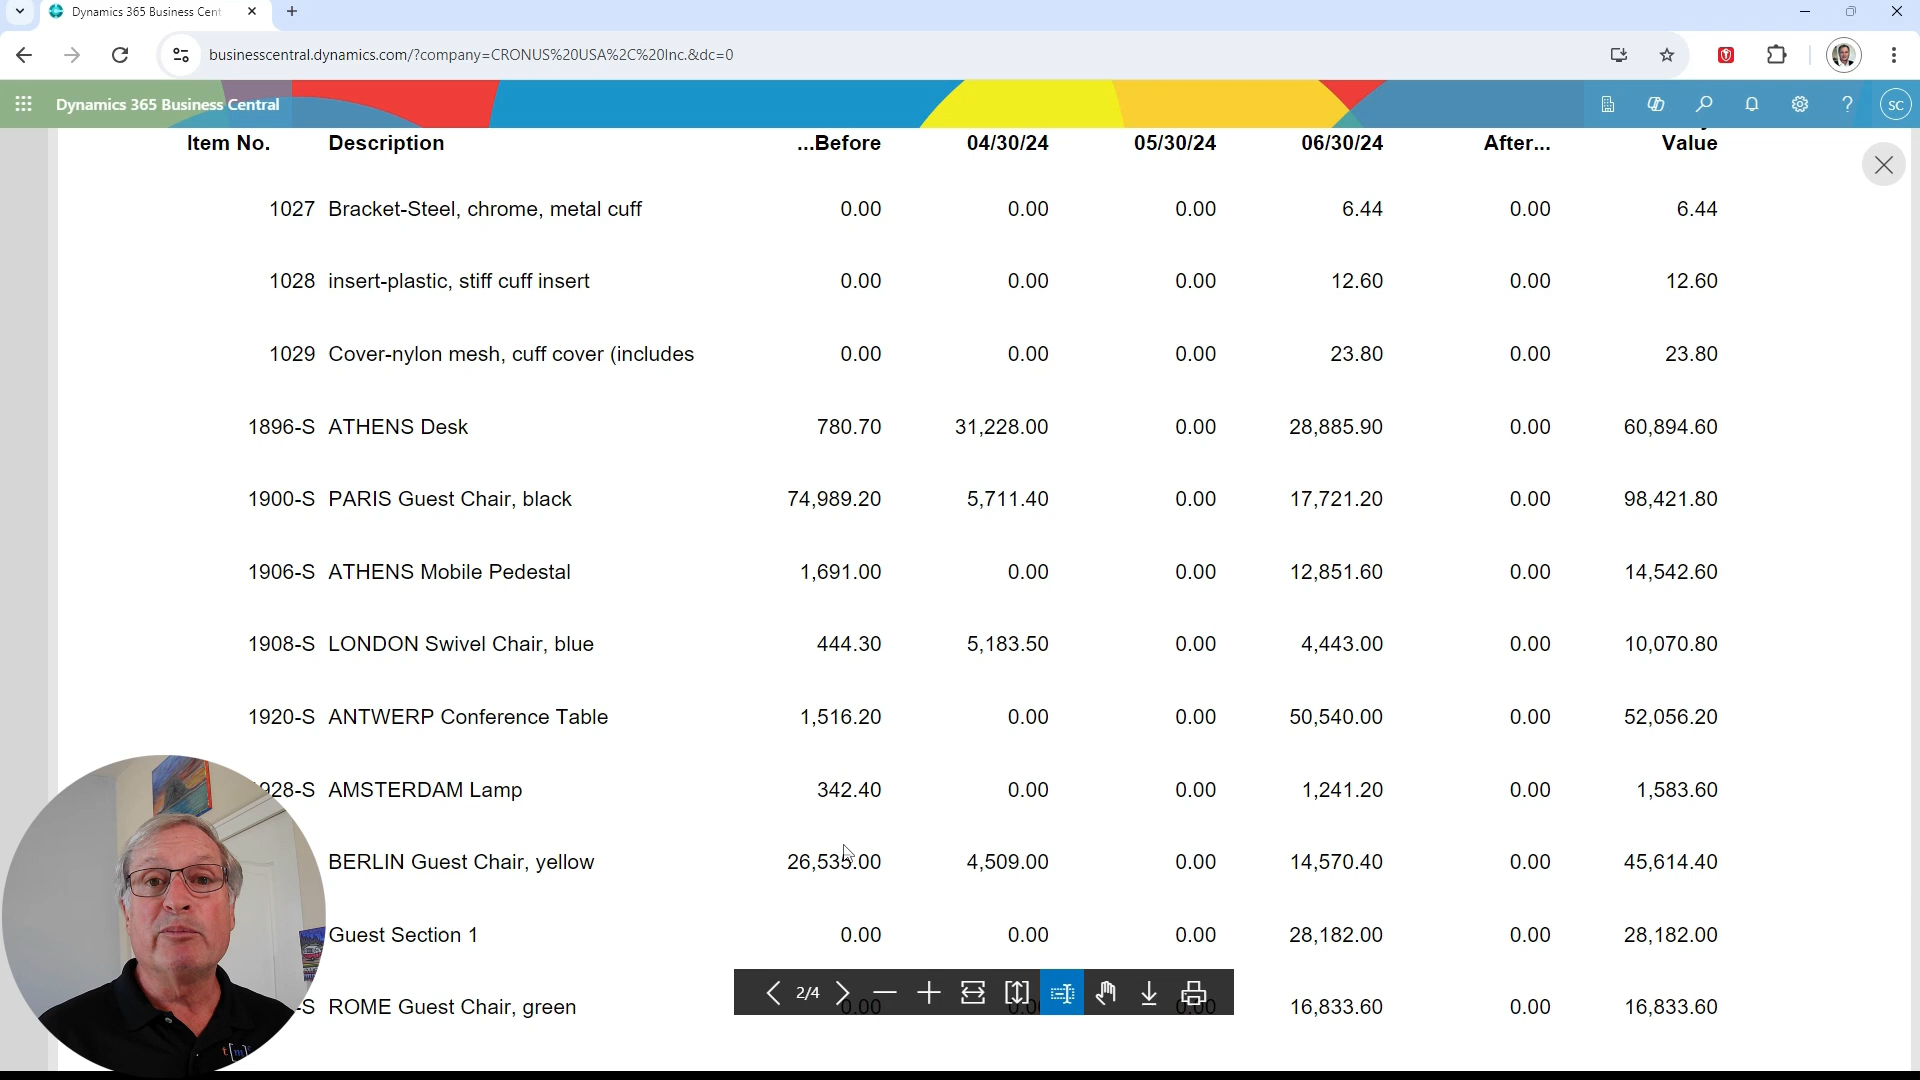 Dynamics 365 Business Cent
businesscentral.dynamics.com/?company=CRONUS%20USA%2C%20Inc.&dc=0
Dynamics 365 Business Central
SC
Item No. Description ...Before 04/30/24 05/30/24 06/30/24 After... Value
1027 Bracket-Steel, chrome, metal cuff 0.00 0.00 0.00 6.44 0.00 6.44
1028 insert-plastic, stiff cuff insert 0.00 0.00 0.00 12.60 0.00 12.60
1029 Cover-nylon mesh, cuff cover (includes 0.00 0.00 0.00 23.80 0.00 23.80
1896-S ATHENS Desk 780.70 31,228.00 0.00 28,885.90 0.00 60,894.60
1900-S PARIS Guest Chair, black 74,989.20 5,711.40 0.00 17,721.20 0.00 98,421.80
1906-S ATHENS Mobile Pedestal 1,691.00 0.00 0.00 12,851.60 0.00 14,542.60
1908-S LONDON Swivel Chair, blue 444.30 5,183.50 0.00 4,443.00 0.00 10,070.80
1920-S ANTWERP Conference Table 1,516.20 0.00 0.00 50,540.00 0.00 52,056.20
928-S AMSTERDAM Lamp 342.40 0.00 0.00 1,241.20 0.00 1,583.60
BERLIN Guest Chair, yellow 26,535.00 4,509.00 0.00 14,570.40 0.00 45,614.40
Guest Section 1 0.00 0.00 0.00 28,182.00 0.00 28,182.00
-S ROME Guest Chair, green 0.00 0.00 0.00 16,833.60 0.00 16,833.60
2/4